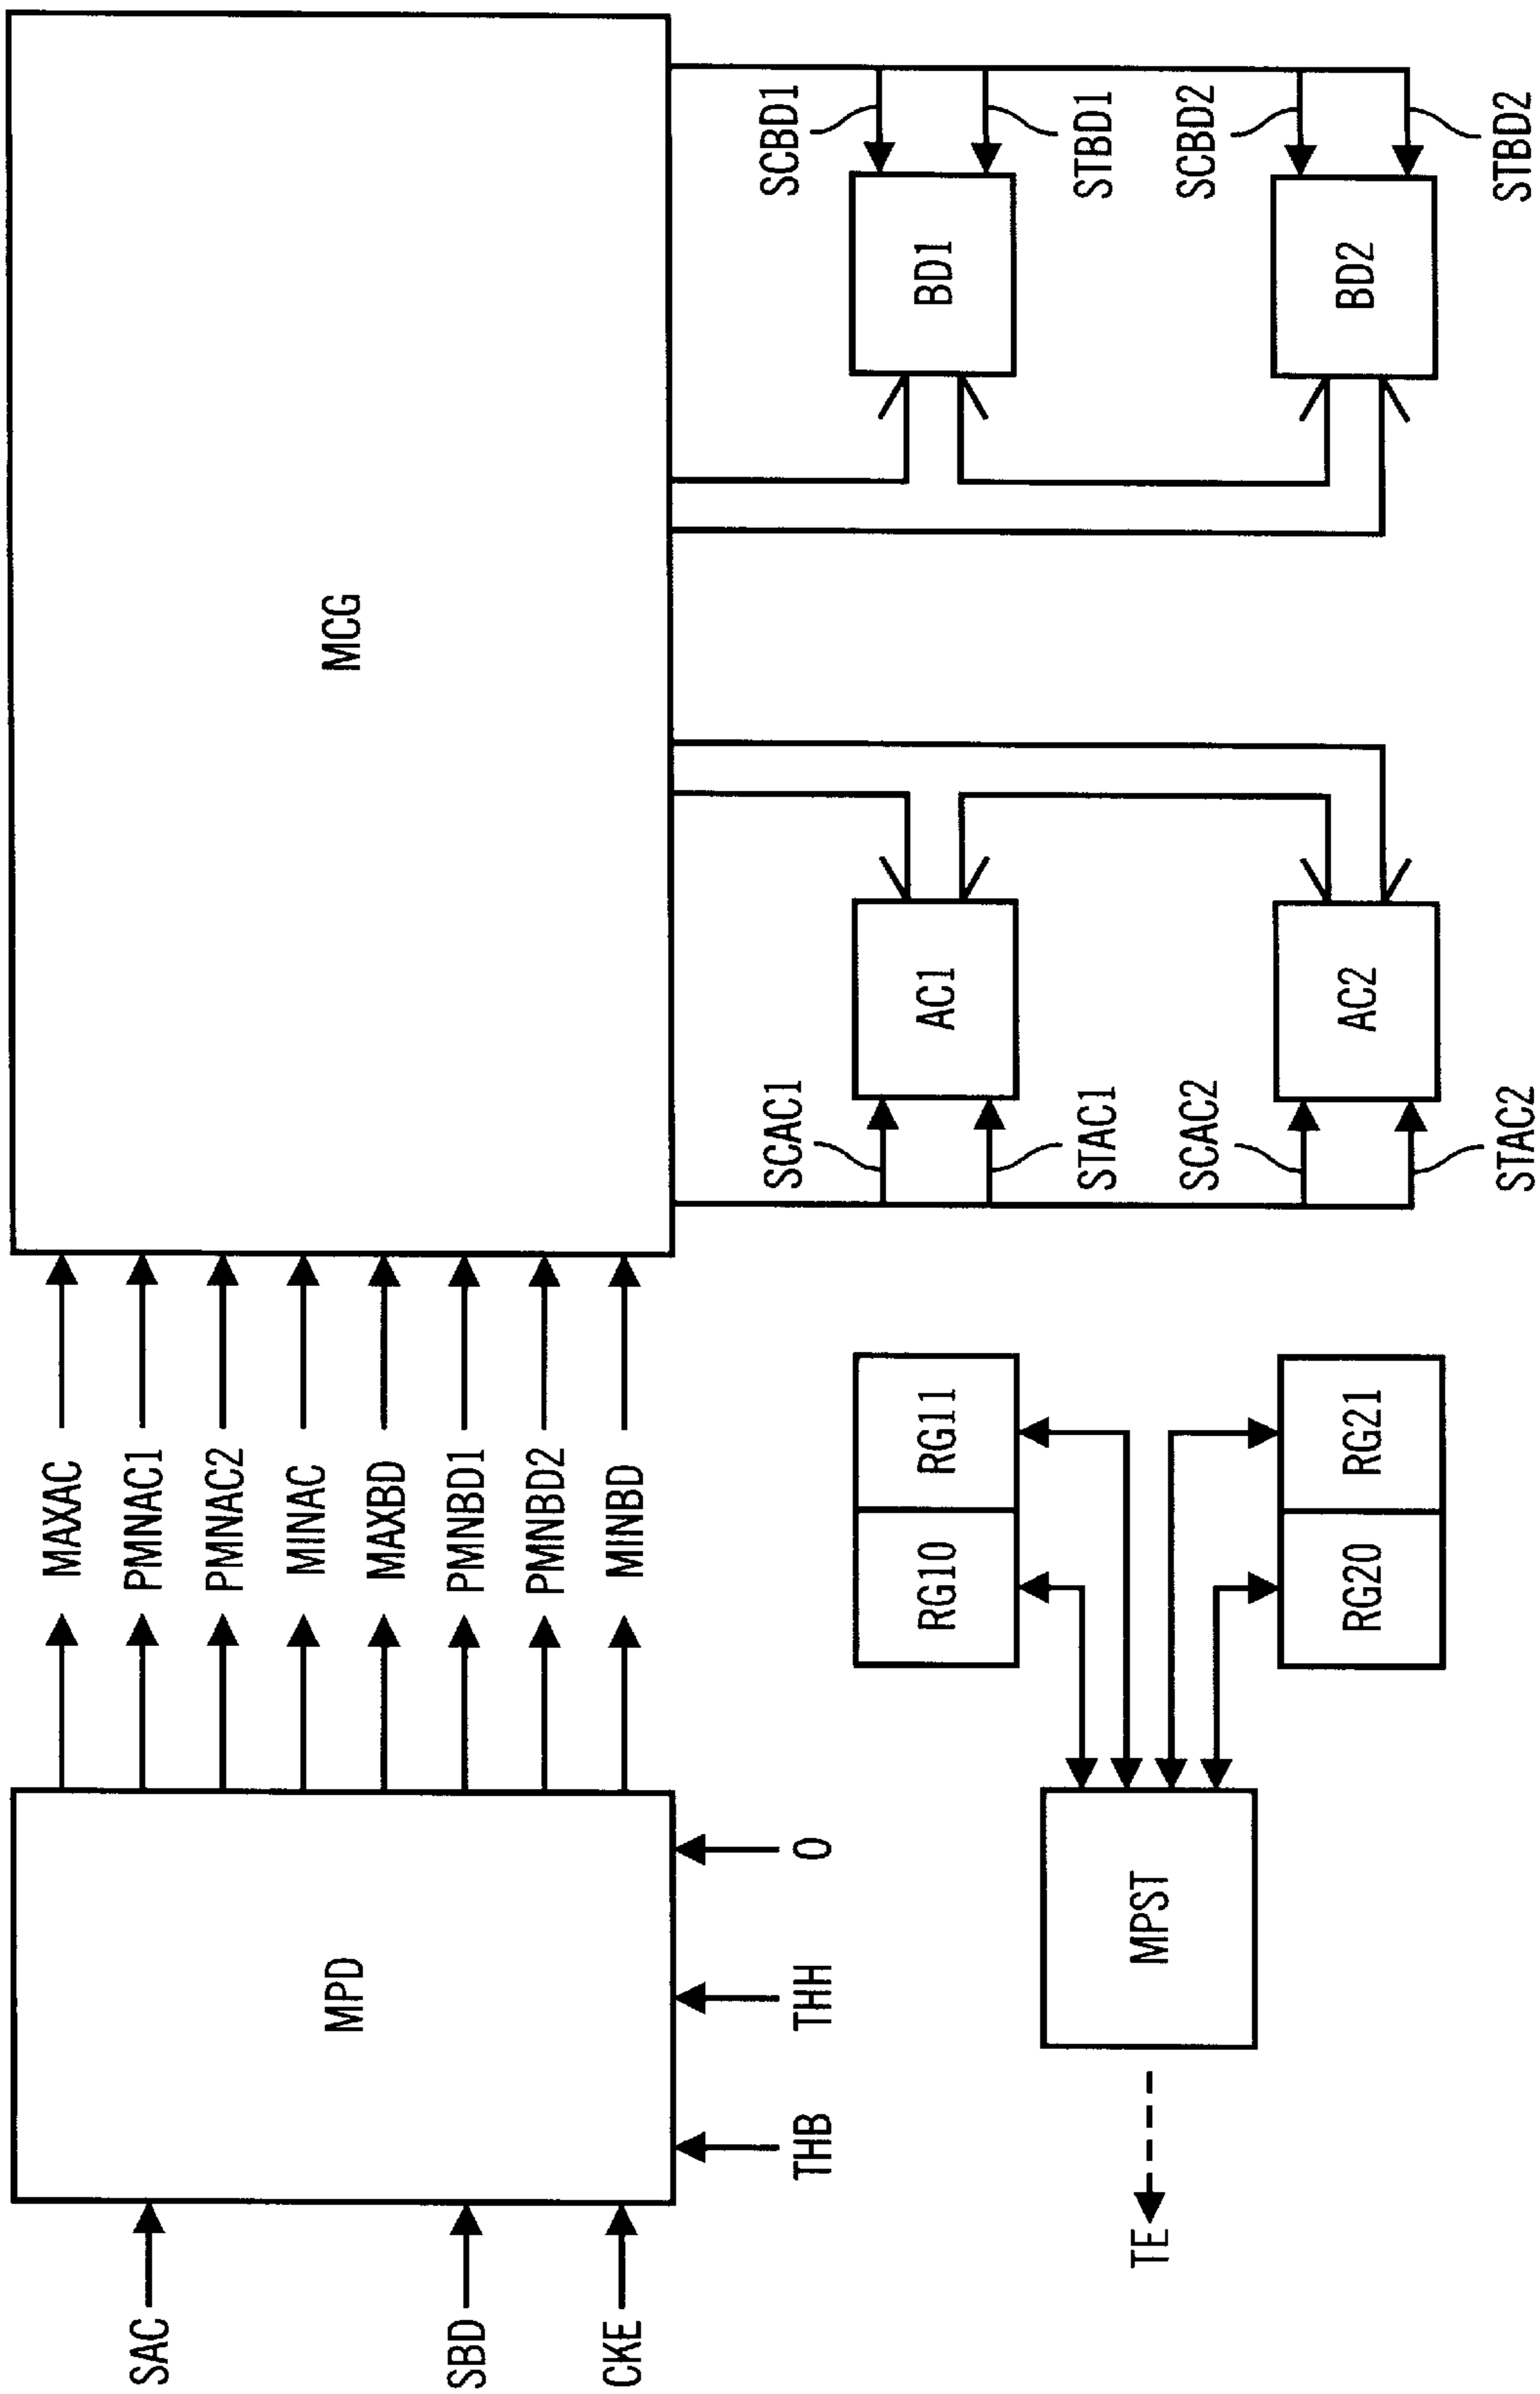 SAC
SBD
CKE
MPD
THB
THH
0
MAXAC
PMNAC1
PMNAC2
MINAC
MAXBD
PMNBD1
PMNBD2
MINBD
MCG
SCAC1
STAC1
SCAC2
STAC2
AC1
AC2
BD1
BD2
SCBD1
STBD1
SCBD2
STBD2
TE
MPST
RG10
RG11
RG20
RG21